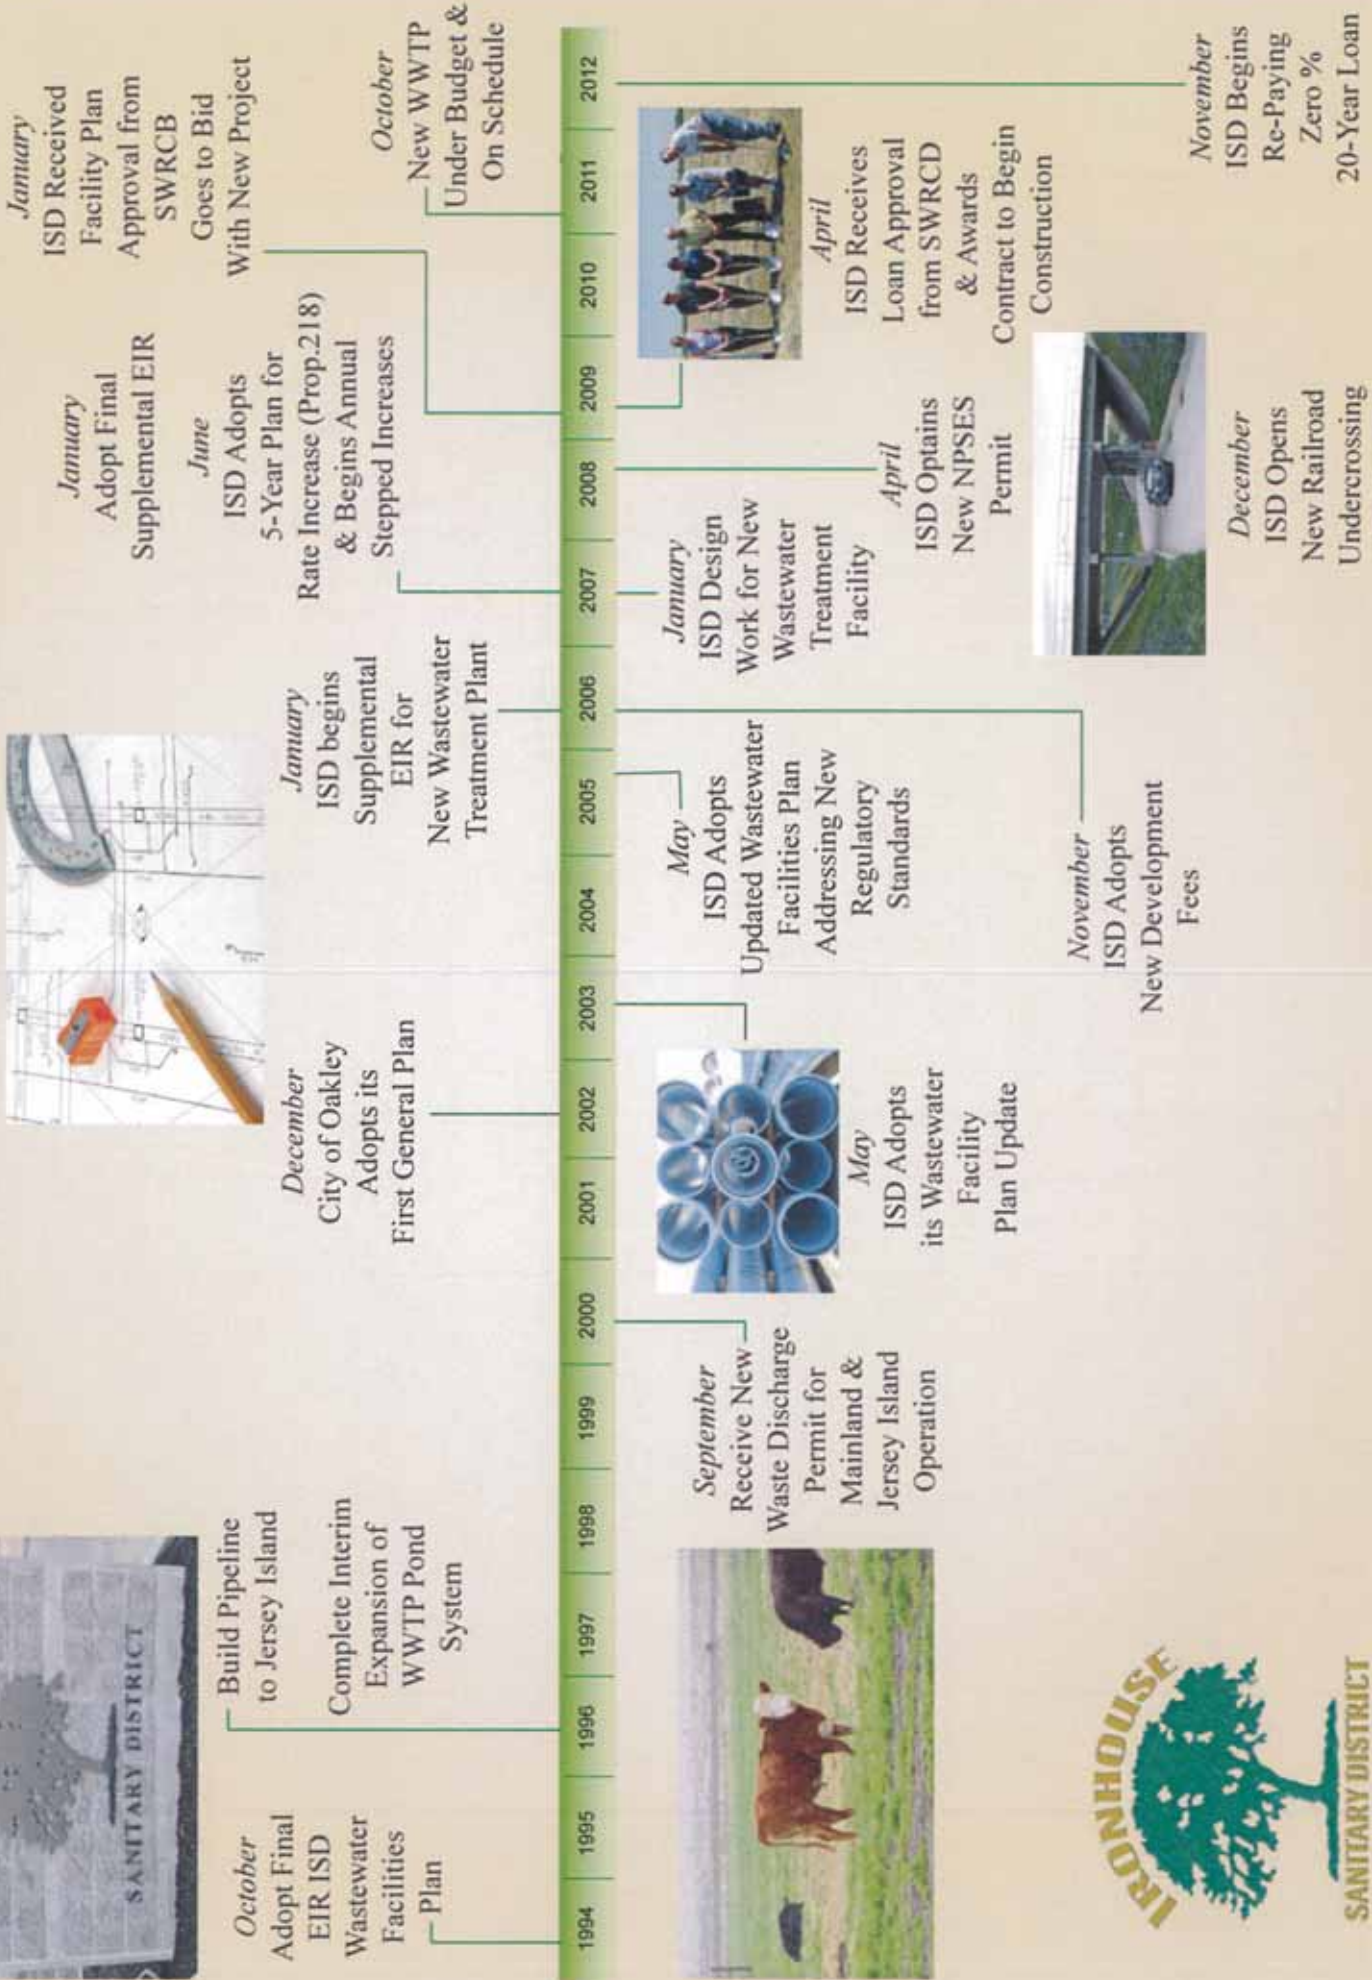 SANITARY DISTRICT
October
Adopt Final
EIR ISD
Wastewater
Facilities
Plan
Build Pipeline
to Jersey Island
Complete Interim
Expansion of
WWTP Pond
System
December
City of Oakley
Adopts its
First General Plan
January
ISD begins
Supplemental
EIR for
New Wastewater
Treatment Plant
January
Adopt Final
Supplemental EIR
June
ISD Adopts
5-Year Plan for
Rate Increase (Prop.218)
& Begins Annual
Stepped Increases
January
ISD Received
Facility Plan
Approval from
SWRCB
Goes to Bid
With New Project
October
New WWTP
Under Budget &
On Schedule
1994 1995 1996 1997 1998 1999 2000 2001 2002 2003 2004 2005 2006 2007 2008 2009 2010 2011 2012
September
Receive New
Waste Discharge
Permit for
Mainland &
Jersey Island
Operation
May
ISD Adopts
its Wastewater
Facility
Plan Update
May
ISD Adopts
Updated Wastewater
Facilities Plan
Addressing New
Regulatory
Standards
November
ISD Adopts
New Development
Fees
January
ISD Design
Work for New
Wastewater
Treatment
Facility
April
ISD Optains
New NPSES
Permit
December
ISD Opens
New Railroad
Undercrossing
April
ISD Receives
Loan Approval
from SWRCD
& Awards
Contract to Begin
Construction
November
ISD Begins
Re-Paying
Zero %
20-Year Loan
IRONHOUSE
SANITARY DISTRICT